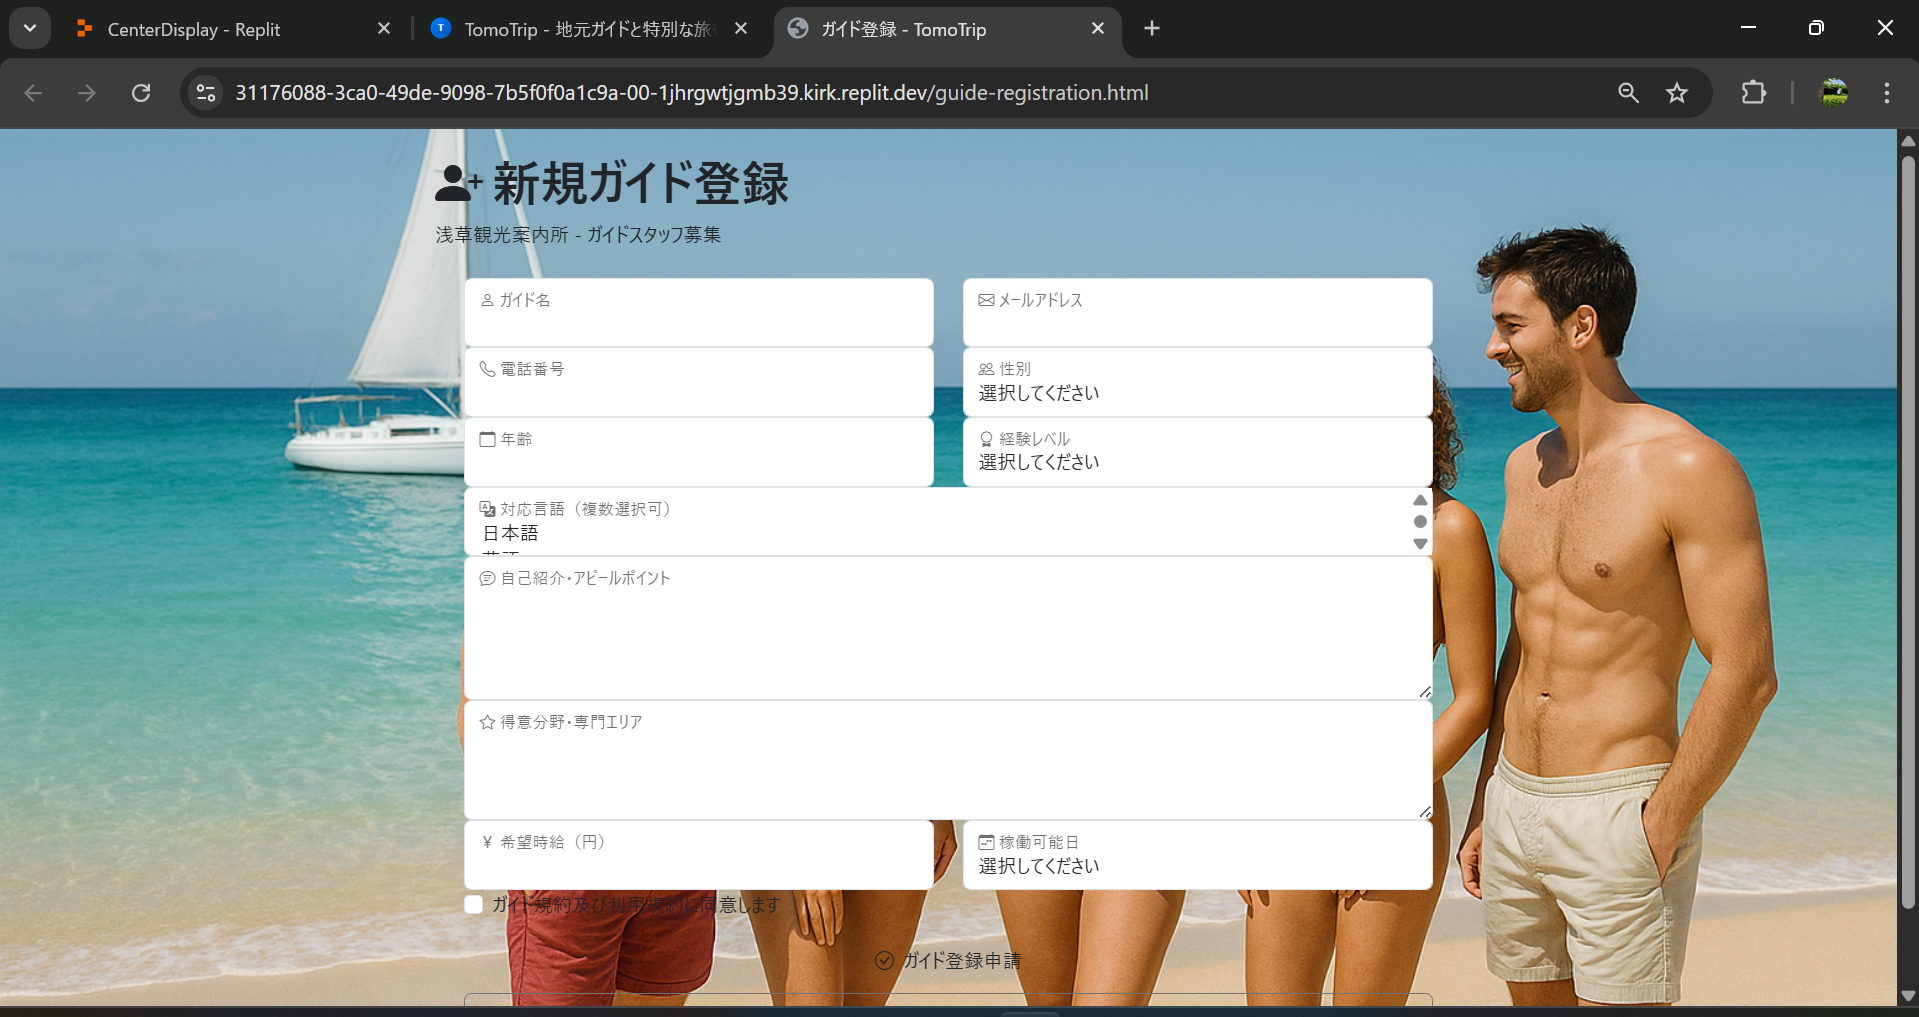 CenterDisplay - Replit
TomoTrip - 地元ガイドと特別な旅
ガイド登録 - TomoTrip
31176088-3ca0-49de-9098-7b5f0f0a1c9a-00-1jhrgwtjgmb39.kirk.replit.dev/guide-registration.html
新規ガイド登録
浅草観光案内所 - ガイドスタッフ募集
ガイド名
メールアドレス
電話番号
性別
選択してください
年齢
経験レベル
選択してください
対応言語（複数選択可）
日本語
自己紹介・アピールポイント
得意分野・専門エリア
¥ 希望時給（円）
稼働可能日
選択してください
ガイド規約及び利用規約に同意します
ガイド登録申請